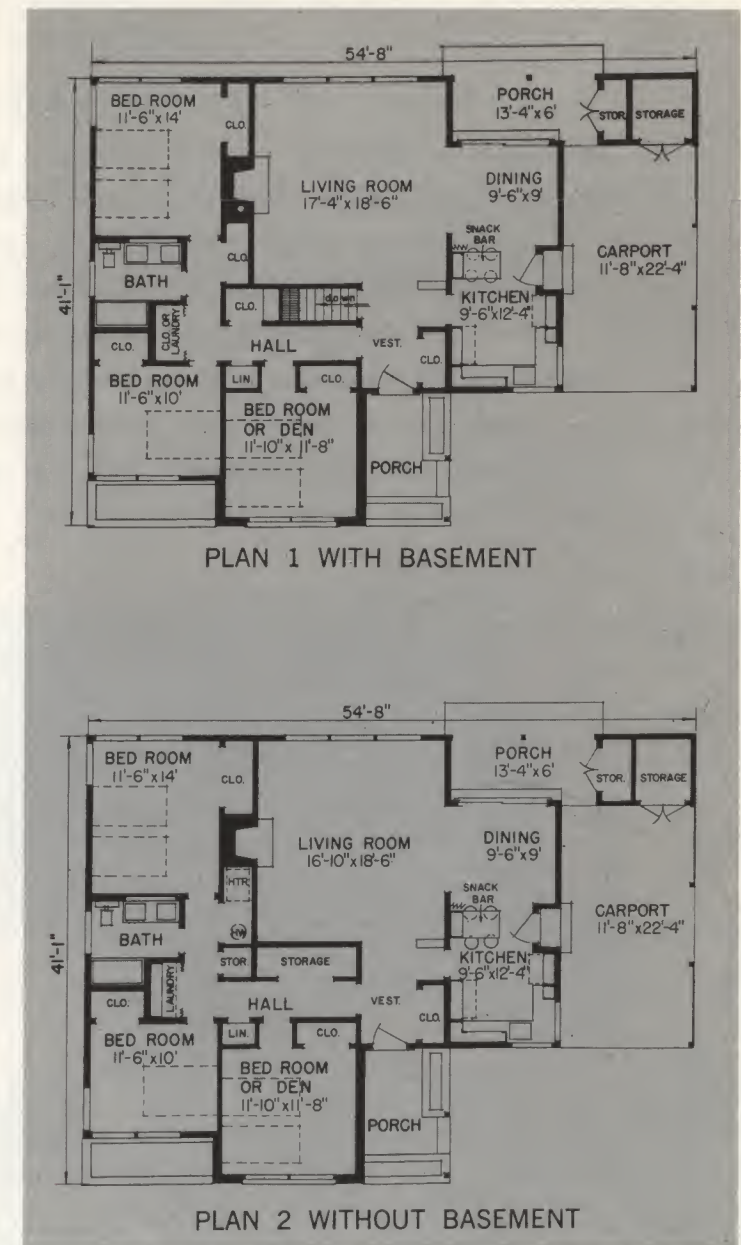 54'-8"
BED ROOM
11'-6"x14'
CLO.
PORCH
13'-4"x6'
STOR.
STORAGE
LIVING ROOM
17'-4"x18'-6"
DINING
9'-6"x9'
SNACK
BAR
CARPORT
11'-8"x22'-4"
CLO.
BATH
41'-1"
KITCHEN
9'-6"x12'-4"
CLO.
down
CLO. OR
LAUNDRY
CLO.
HALL
VEST.
CLO.
BED ROOM
11'-6"x10'
LIN.
CLO.
BED ROOM
OR DEN
11'-10"x 11'-8"
PORCH
PLAN 1 WITH BASEMENT
54'-8"
BED ROOM
11'-6"x14'
CLO.
PORCH
13'-4"x6'
STOR.
STORAGE
LIVING ROOM
16'-10"x18'-6"
DINING
9'-6"x9'
HTR.
SNACK
BAR
CARPORT
11'-8"x22'-4"
HW
BATH
41'-1"
STOR.
STORAGE
KITCHEN
9'-6"x12'-4"
LAUNDRY
CLO.
HALL
VEST.
CLO.
BED ROOM
11'-6"x10'
LIN.
CLO.
BED ROOM
OR DEN
11'-10"x11'-8"
PORCH
PLAN 2 WITHOUT BASEMENT